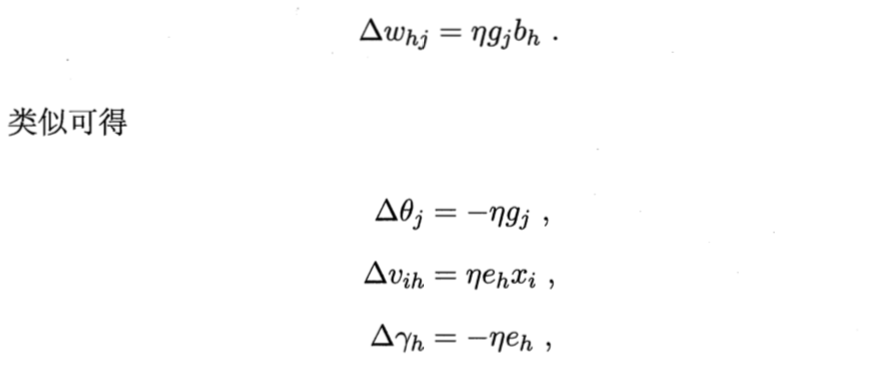 Δw_{hj} = ηg_j b_h .
类似可得
Δθ_j = −ηg_j ,
Δv_{ih} = ηe_h x_i ,
Δγ_h = −ηe_h ,